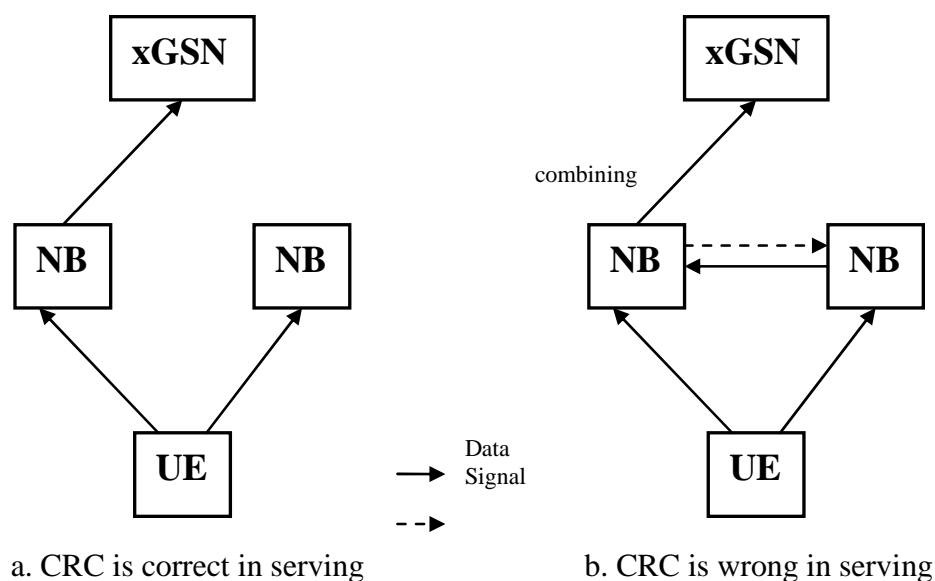 xGSN
xGSN
combining
NB
NB
NB
NB
UE
UE
Data
Signal
a. CRC is correct in serving
b. CRC is wrong in serving